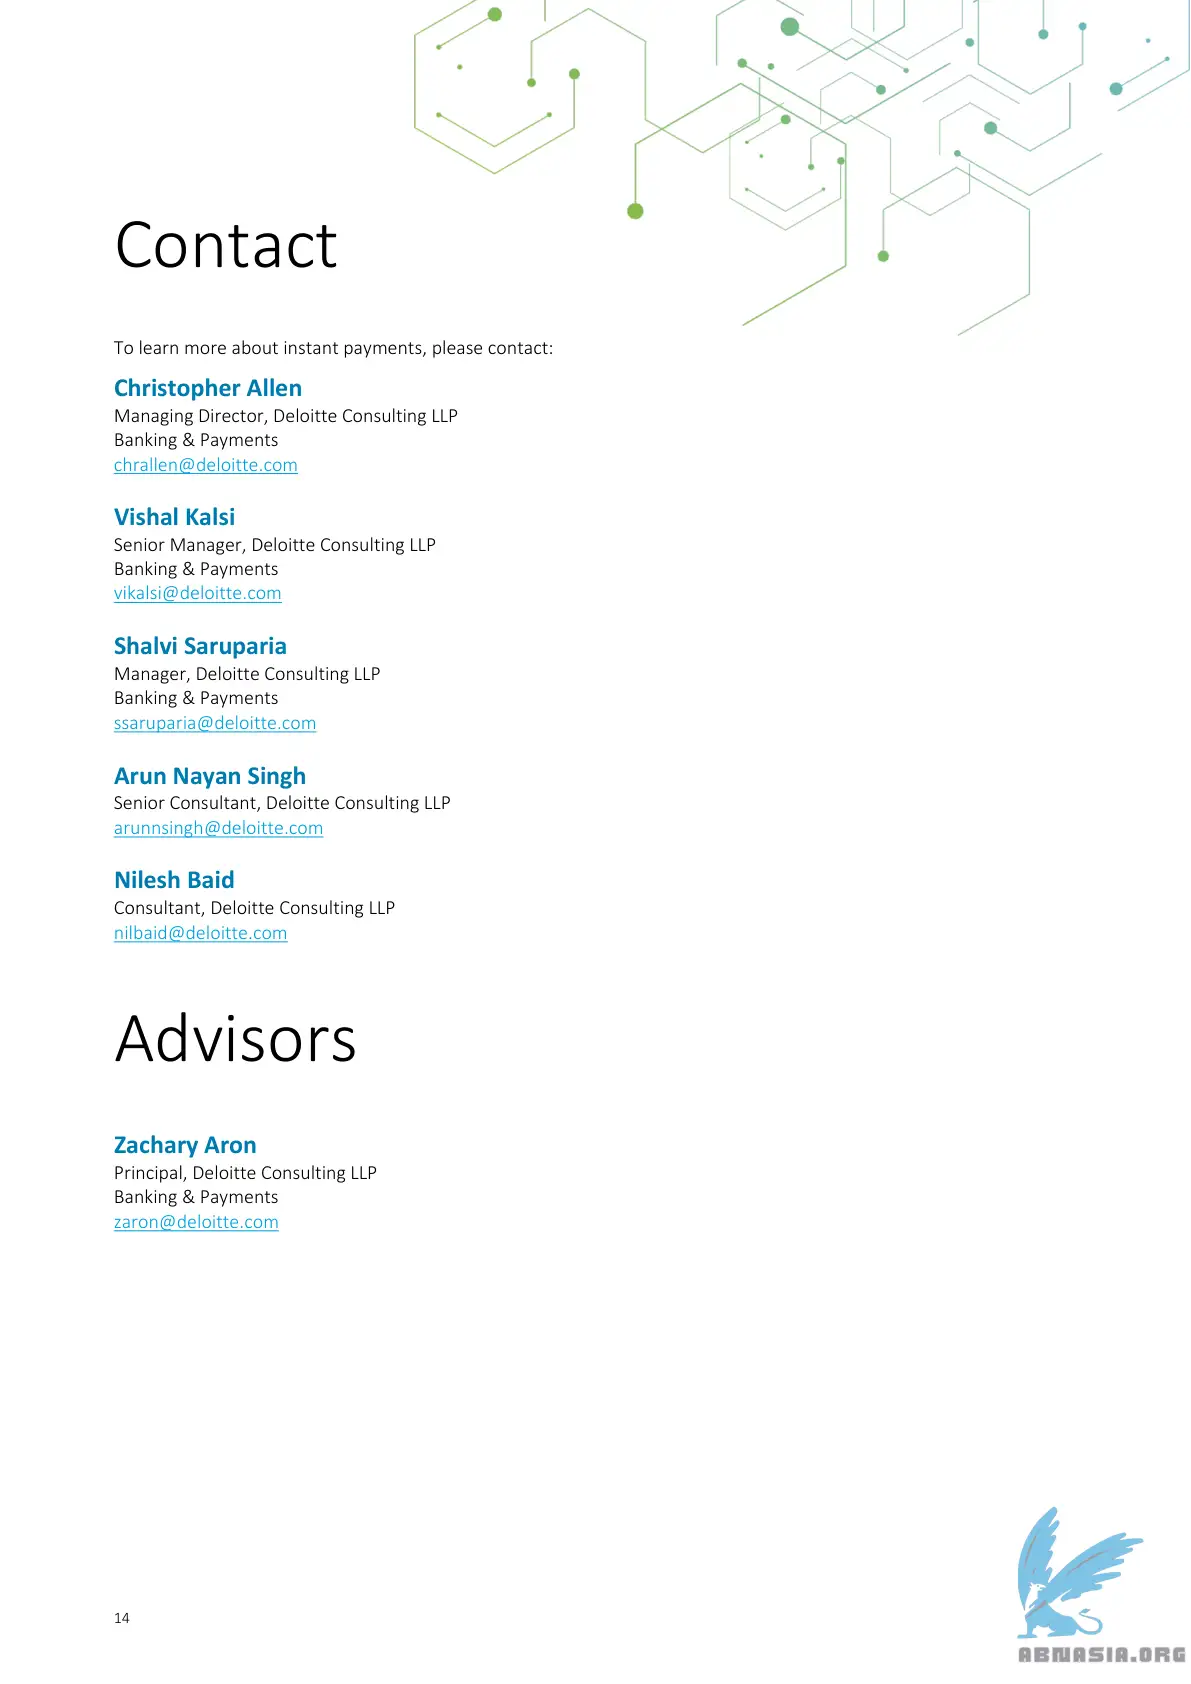 Contact
To learn more about instant payments, please contact:
Christopher Allen
Managing Director, Deloitte Consulting LLP
Banking & Payments
chrallen@deloitte.com
Vishal Kalsi
Senior Manager, Deloitte Consulting LLP
Banking & Payments
vikalsi@deloitte.com
Shalvi Saruparia
Manager, Deloitte Consulting LLP
Banking & Payments
ssaruparia@deloitte.com
Arun Nayan Singh
Senior Consultant, Deloitte Consulting LLP
arunnsingh@deloitte.com
Nilesh Baid
Consultant, Deloitte Consulting LLP
nilbaid@deloitte.com
Advisors
Zachary Aron
Principal, Deloitte Consulting LLP
Banking & Payments
zaron@deloitte.com
14
ABNASIA.ORG